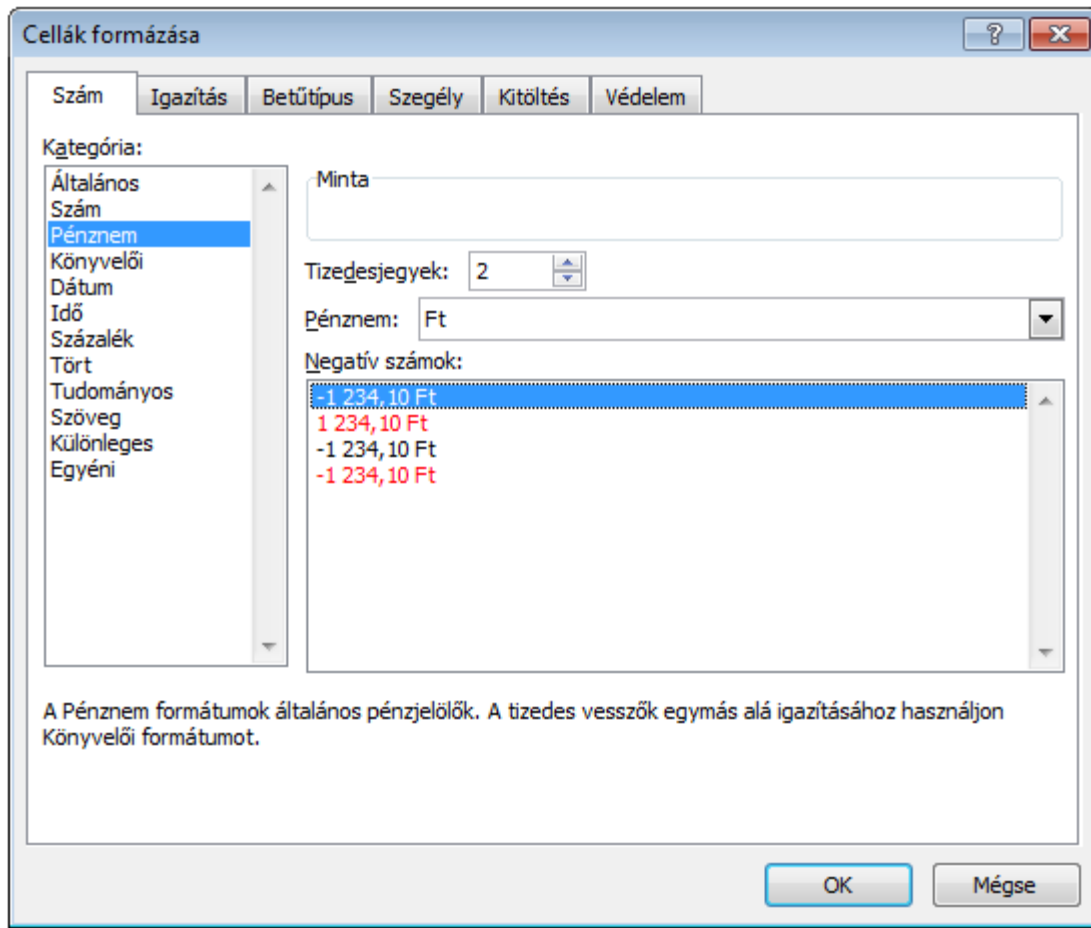 Cellák formázása
Szám Igazítás Betűtípus Szegély Kitöltés Védelem
Kategória:
Általános
Szám
Pénznem
Könyvelői
Dátum
Idő
Százalék
Tört
Tudományos
Szöveg
Különleges
Egyéni
Minta
Tizedesjegyek: 2
Pénznem: Ft
Negatív számok:
-1 234,10 Ft
1 234,10 Ft
-1 234,10 Ft
-1 234,10 Ft
A Pénznem formátumok általános pénzjelölők. A tizedes vesszők egymás alá igazításához használjon
Könyvelői formátumot.
OK Mégse